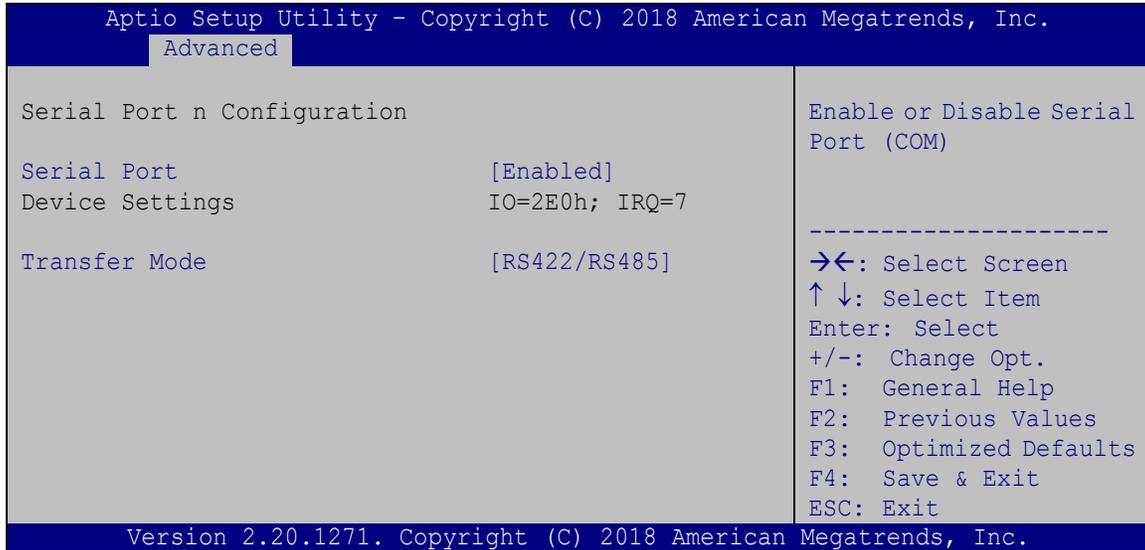 Aptio Setup Utility – Copyright (C) 2018 American Megatrends, Inc.
Advanced
Serial Port n Configuration
Serial Port [Enabled]
Device Settings IO=2E0h; IRQ=7
Transfer Mode [RS422/RS485]
Enable or Disable Serial
Port (COM)
---------------------
→←: Select Screen
↑ ↓: Select Item
Enter: Select
+/-: Change Opt.
F1: General Help
F2: Previous Values
F3: Optimized Defaults
F4: Save & Exit
ESC: Exit
Version 2.20.1271. Copyright (C) 2018 American Megatrends, Inc.